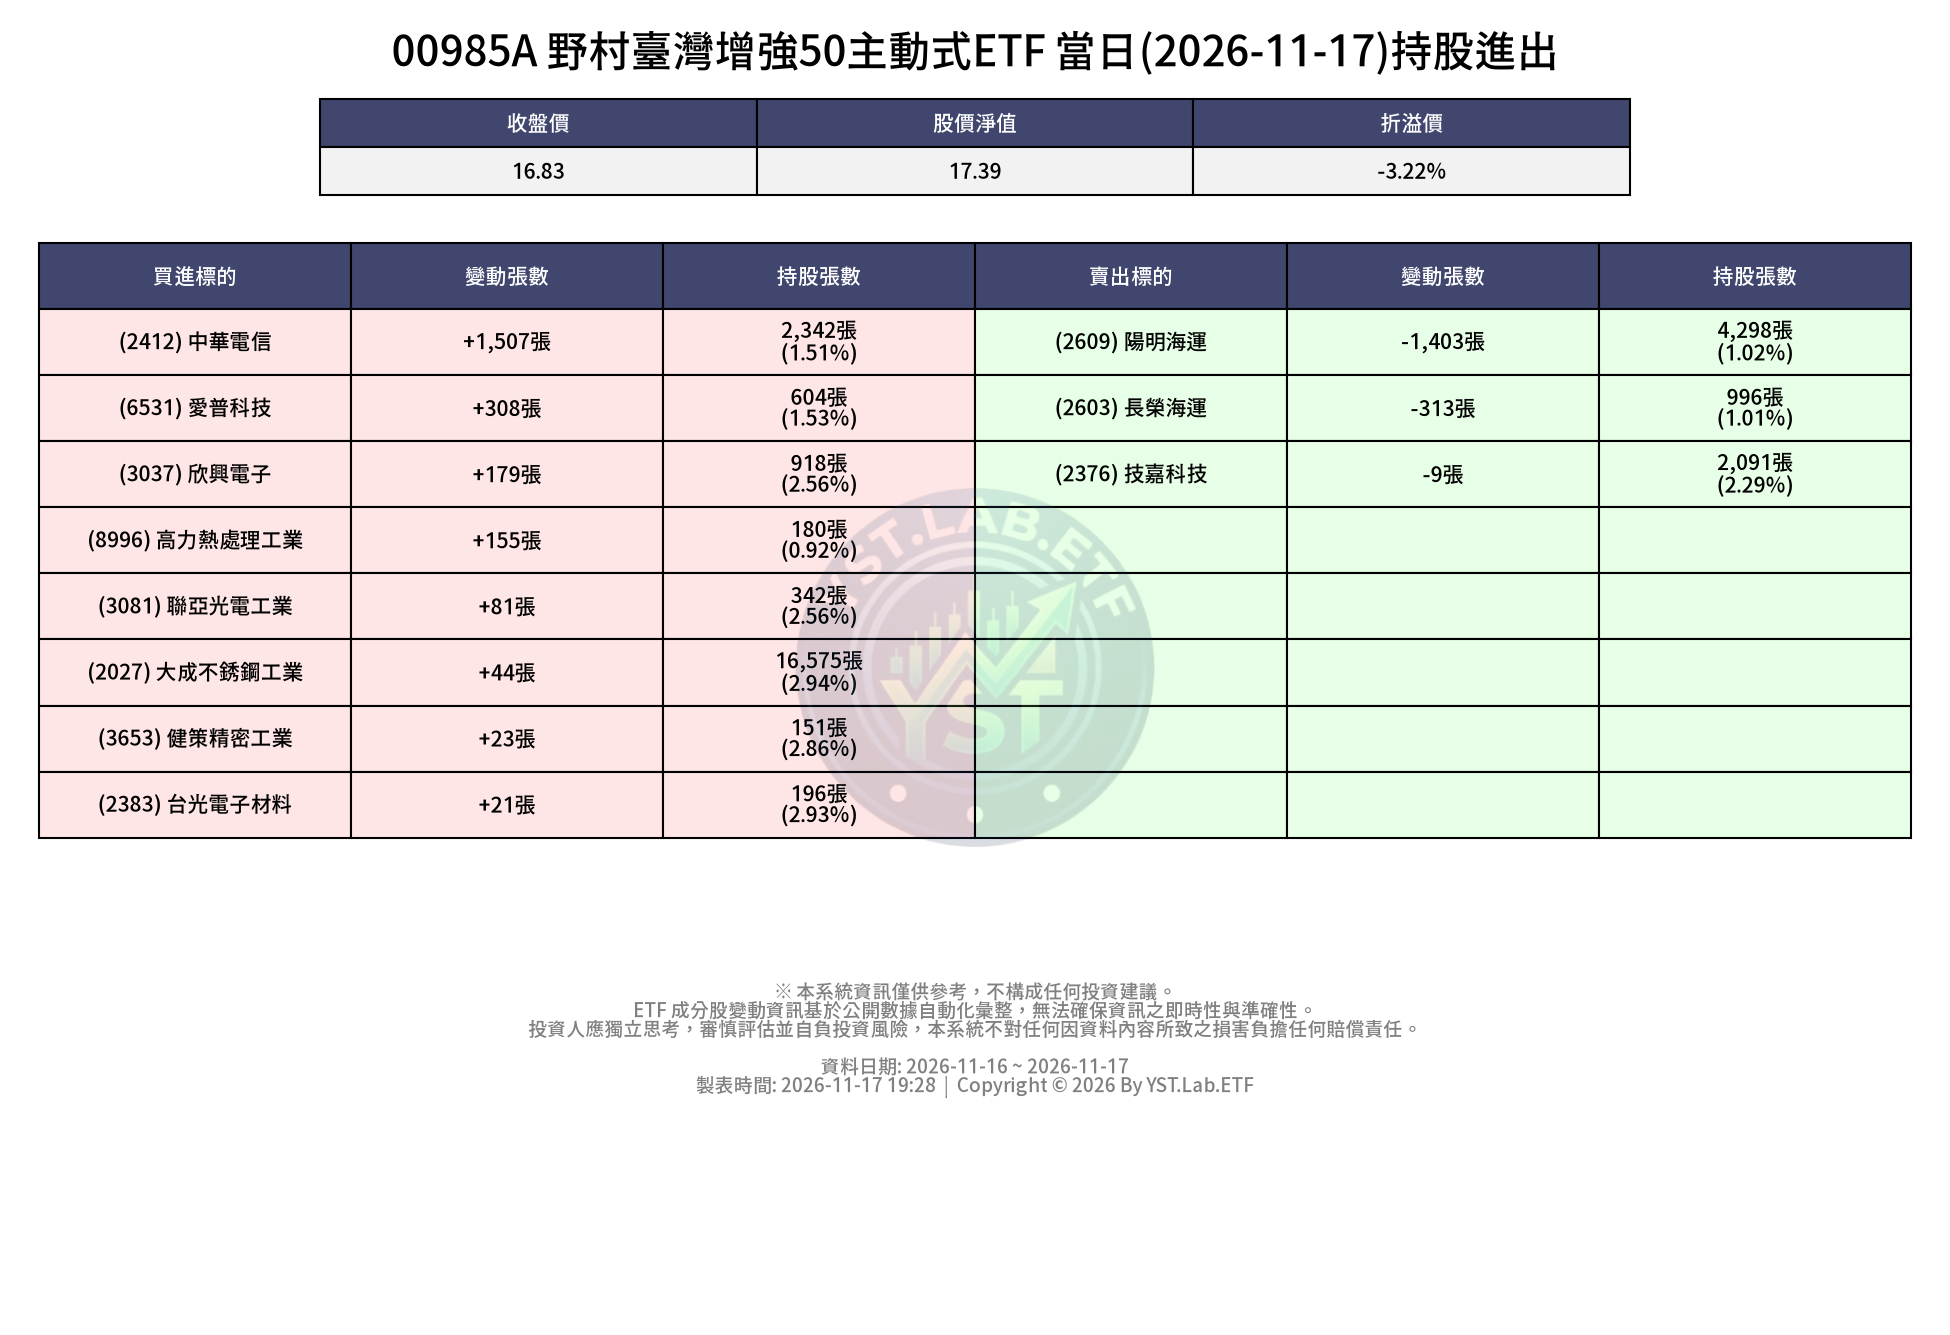 00985A 野村臺灣增強50主動式ETF 當日(2026-11-17)持股進出
收盤價 股價淨值 折溢價
16.83 17.39 -3.22%
買進標的 變動張數 持股張數 賣出標的 變動張數 持股張數
(2412) 中華電信 +1,507張 2,342張 (1.51%) (2609) 陽明海運 -1,403張 4,298張 (1.02%)
(6531) 愛普科技 +308張 604張 (1.53%) (2603) 長榮海運 -313張 996張 (1.01%)
(3037) 欣興電子 +179張 918張 (2.56%) (2376) 技嘉科技 -9張 2,091張 (2.29%)
(8996) 高力熱處理工業 +155張 180張 (0.92%)
(3081) 聯亞光電工業 +81張 342張 (2.56%)
(2027) 大成不銹鋼工業 +44張 16,575張 (2.94%)
(3653) 健策精密工業 +23張 151張 (2.86%)
(2383) 台光電子材料 +21張 196張 (2.93%)
YST.LAB.ETF
YST
※ 本系統資訊僅供參考，不構成任何投資建議。
ETF 成分股變動資訊基於公開數據自動化彙整，無法確保資訊之即時性與準確性。
投資人應獨立思考，審慎評估並自負投資風險，本系統不對任何因資料內容所致之損害負擔任何賠償責任。
資料日期: 2026-11-16 ~ 2026-11-17
製表時間: 2026-11-17 19:28 | Copyright © 2026 By YST.Lab.ETF